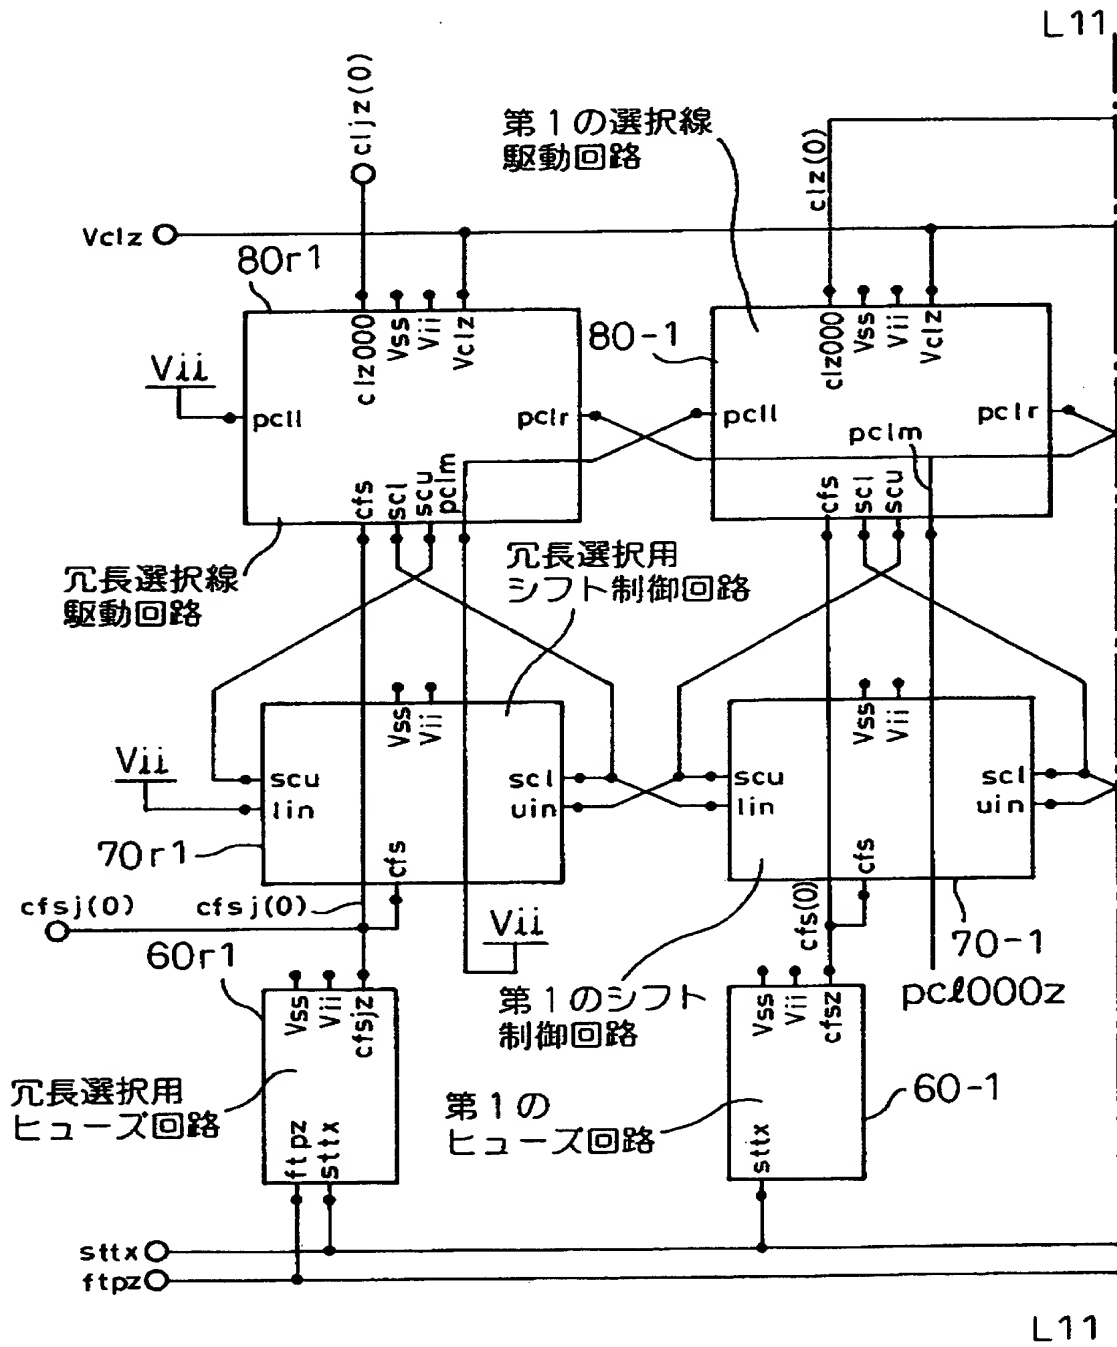 L11
cljz(0)
第1の選択線
駆動回路
clz(0)
Vclz
80r1
clz000
Vss
Vii
Vclz
80-1
clz000
Vss
Vii
Vclz
Vii
pcll
pclr
pcll
pclm
pclr
cfs
scl
scu
pclm
cfs
scl
scu
冗長選択線
駆動回路
冗長選択用
シフト制御回路
Vss
Vii
Vss
Vii
Vii
scu
lin
scl
uin
scu
lin
scl
uin
70r1
cfs
cfs
cfsj(0)
cfsj(0)
Vii
cfs(0)
70-1
60r1
Vss
Vii
cfsjz
第1のシフト
制御回路
Vss
Vii
cfsz
pcl000z
冗長選択用
ヒューズ回路
第1の
ヒューズ回路
60-1
ftpz
sttx
sttx
sttx
ftpz
L11